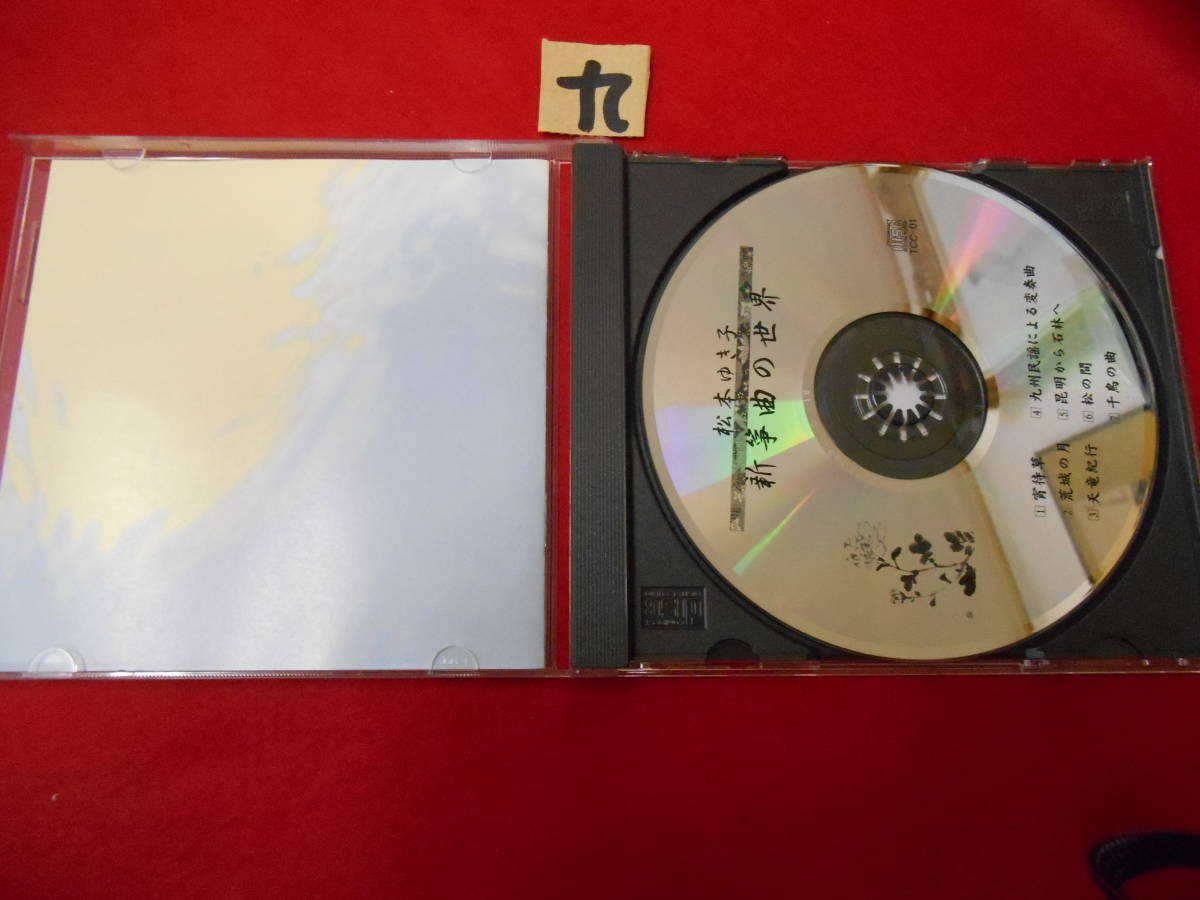 九
松本ゆき子
新箏曲の世界
TCC-01
1 宵待草
2 荒城の月
3 天竜紀行
4 九州民謡による変奏曲
5 昆明から石林へ
6 松の間
7 千鳥の曲